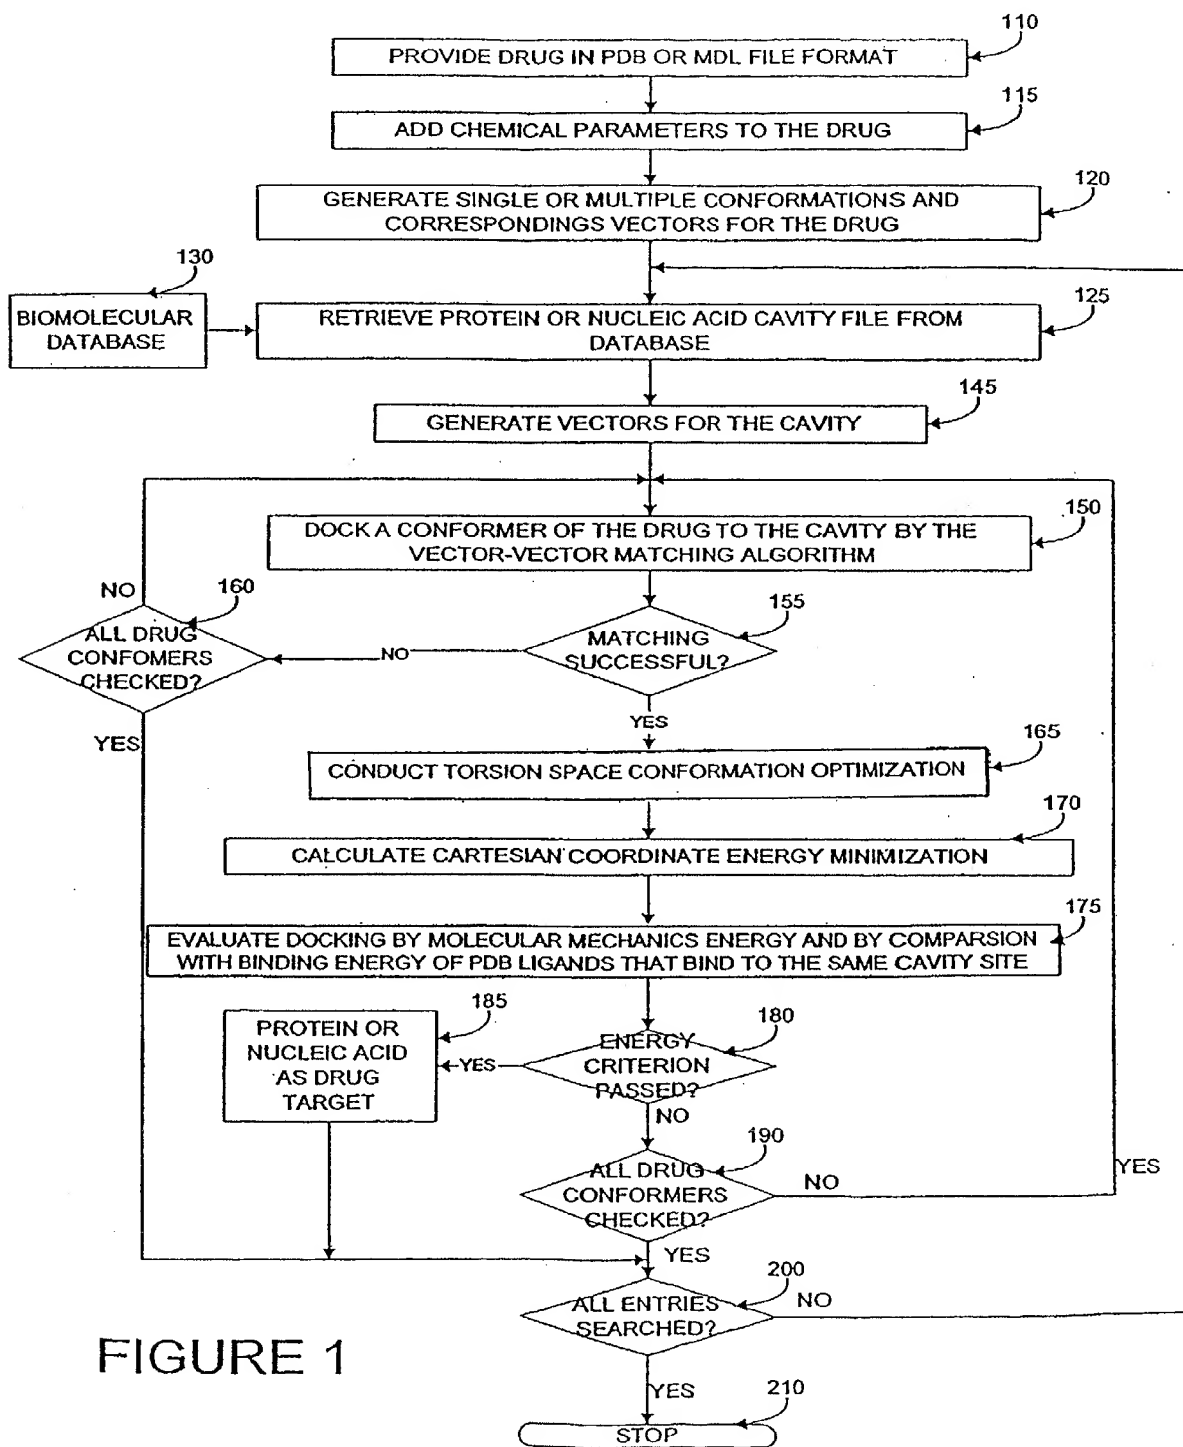 110
PROVIDE DRUG IN PDB OR MDL FILE FORMAT
115
ADD CHEMICAL PARAMETERS TO THE DRUG
120
GENERATE SINGLE OR MULTIPLE CONFORMATIONS AND
CORRESPONDINGS VECTORS FOR THE DRUG
130
BIOMOLECULAR
DATABASE
125
RETRIEVE PROTEIN OR NUCLEIC ACID CAVITY FILE FROM
DATABASE
145
GENERATE VECTORS FOR THE CAVITY
150
DOCK A CONFORMER OF THE DRUG TO THE CAVITY BY THE
VECTOR-VECTOR MATCHING ALGORITHM
NO
160
ALL DRUG
CONFOMERS
CHECKED?
NO
155
MATCHING
SUCCESSFUL?
YES
YES
165
CONDUCT TORSION SPACE CONFORMATION OPTIMIZATION
170
CALCULATE CARTESIAN COORDINATE ENERGY MINIMIZATION
175
EVALUATE DOCKING BY MOLECULAR MECHANICS ENERGY AND BY COMPARSION
WITH BINDING ENERGY OF PDB LIGANDS THAT BIND TO THE SAME CAVITY SITE
185
PROTEIN OR
NUCLEIC ACID
AS DRUG
TARGET
YES
180
ENERGY
CRITERION
PASSED?
NO
190
ALL DRUG
CONFORMERS
CHECKED?
NO
YES
YES
200
ALL ENTRIES
SEARCHED?
NO
YES
210
STOP
FIGURE 1